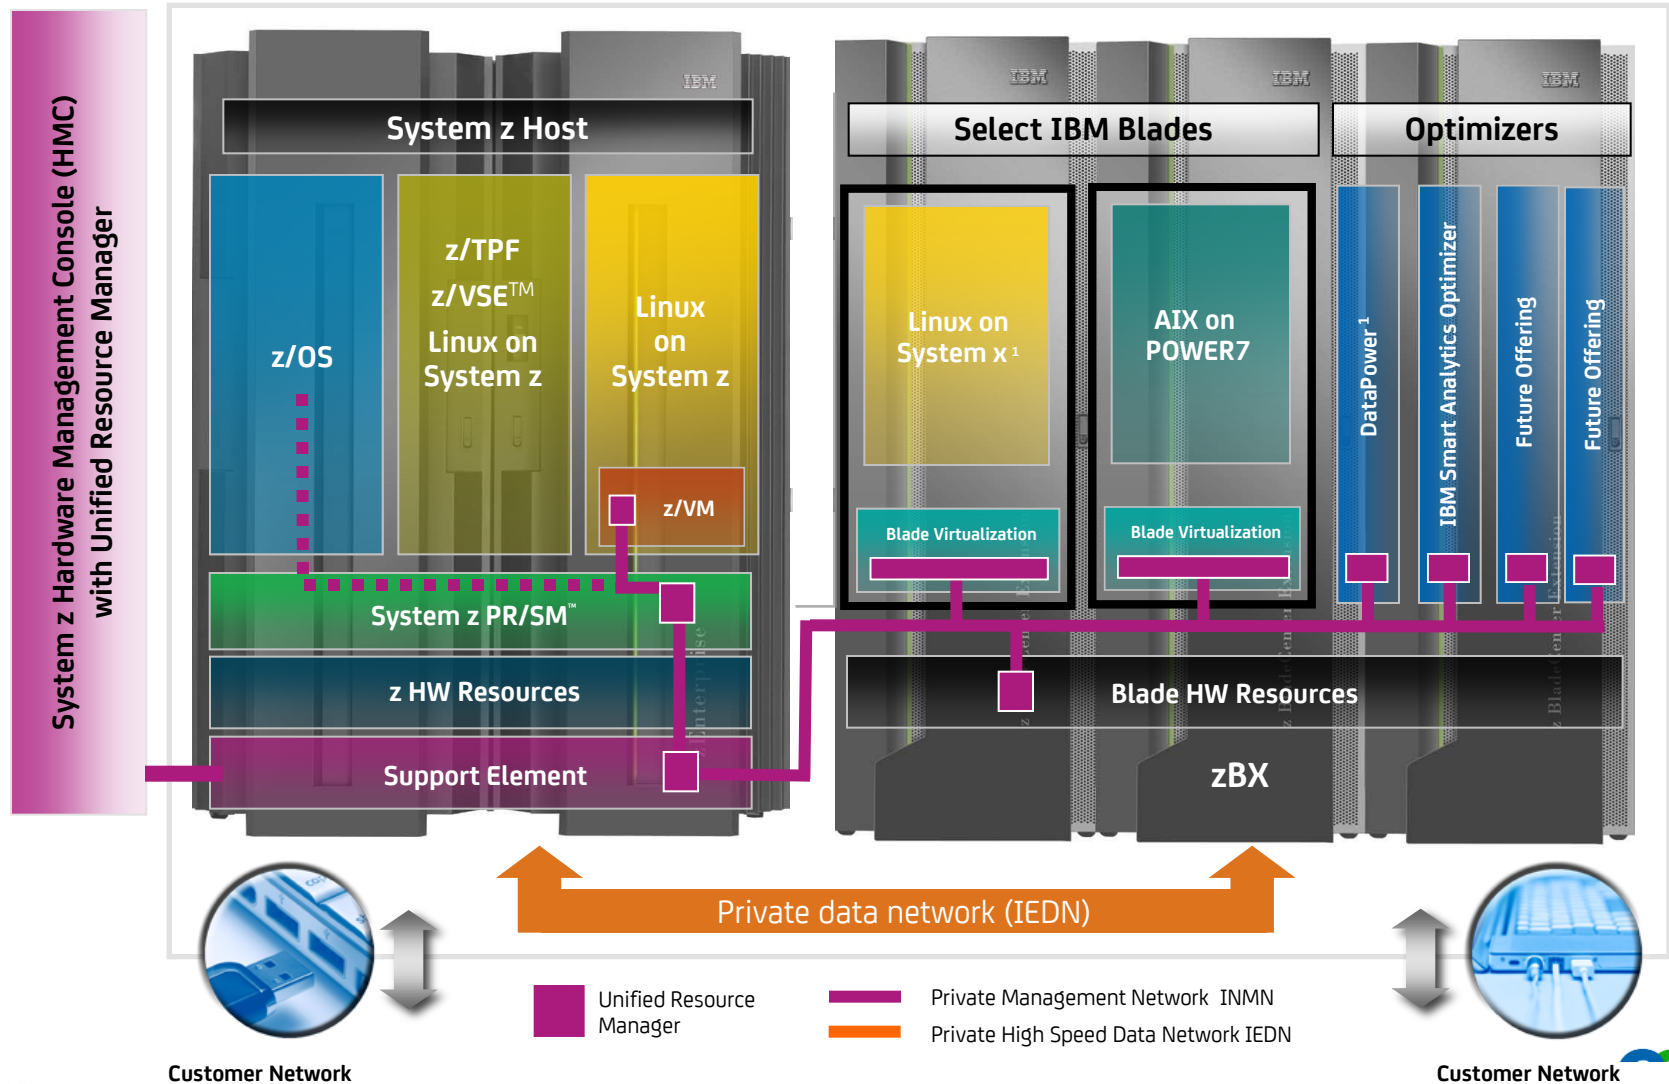 System z Hardware Management Console (HMC)
with Unified Resource Manager
IBM
IBM
IBM
IBM
System z Host
Select IBM Blades
Optimizers
z/OS
z/TPF
z/VSE™
Linux on
System z
Linux
on
System z
z/VM
Linux on
System x 1
AIX on
POWER7
DataPower 1
IBM Smart Analytics Optimizer
Future Offering
Future Offering
Blade Virtualization
Blade Virtualization
System z PR/SM™
z HW Resources
Support Element
zEnterprise
Blade HW Resources
z BladeCenter Extension
zBX
Private data network (IEDN)
Unified Resource
Manager
Private Management Network INMN
Private High Speed Data Network IEDN
Customer Network
Customer Network